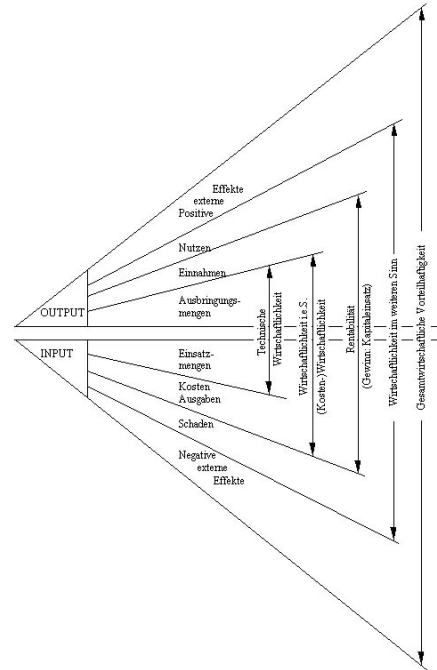 Effekte
externe
Positive
Nutzen
Einnahmen
OUTPUT
Ausbringungs-
mengen
INPUT
Einsatz-
mengen
Kosten
Ausgaben
Schaden
Negative
externe
Effekte
Technische
Wirtschaftlichkeit
Wirtschaftlichkeit i.e.S.
(Kosten-)Wirtschaftlichkeit
Rentabilität
(Gewinn: Kapitaleinsatz)
Wirtschaftlichkeit im weiteren Sinn
Gesamtwirtschaftliche Vorteilhaftigkeit